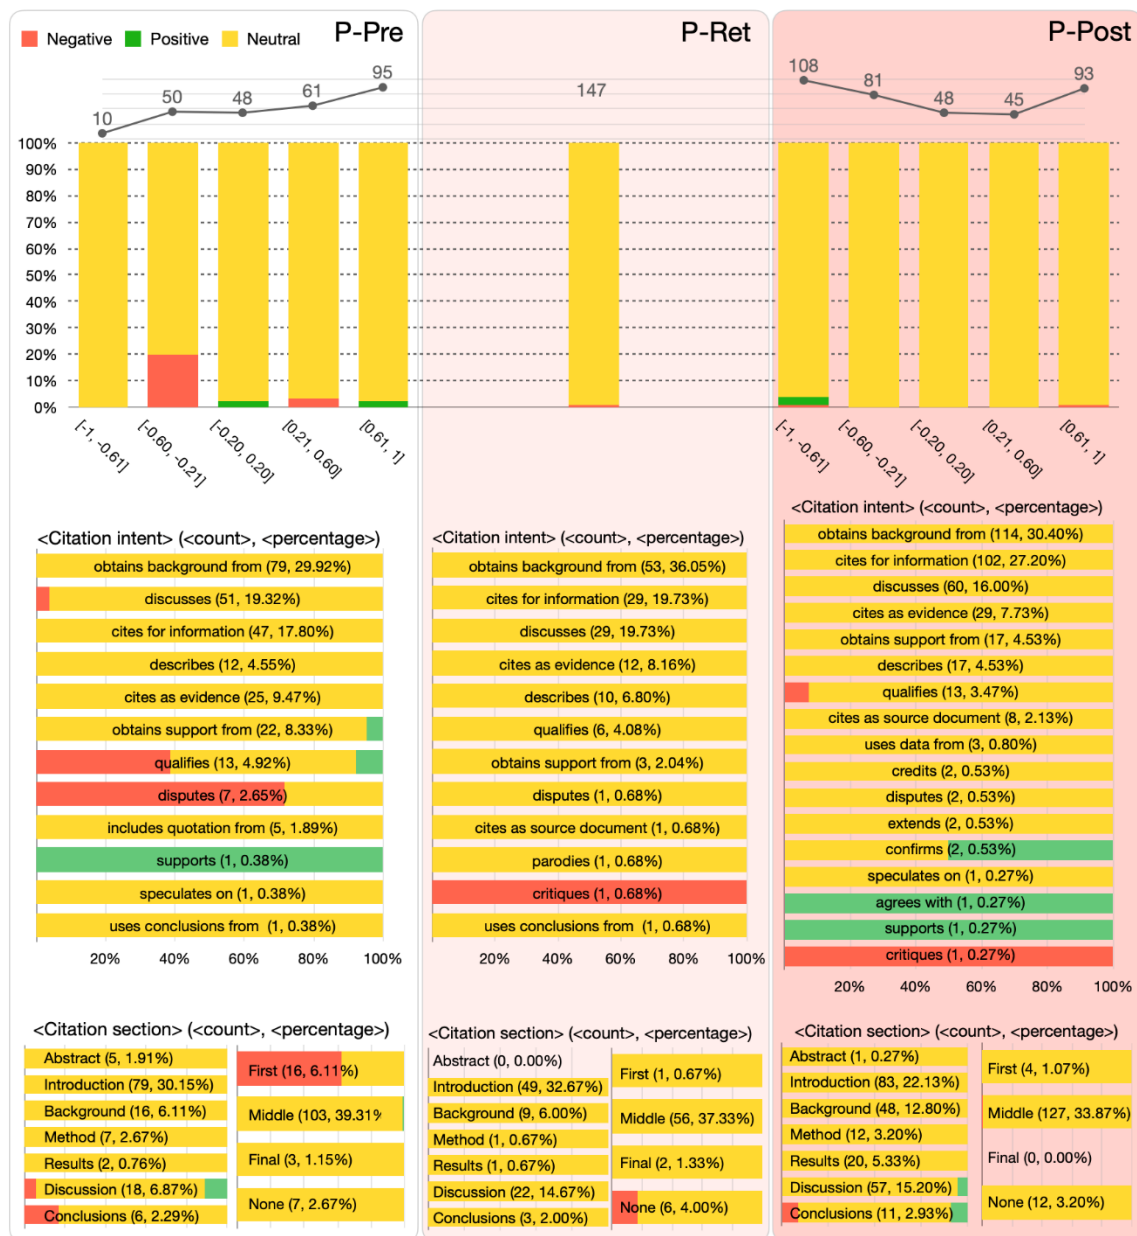 Negative Positive Neutral
P-Pre
10 50 48 61 95
100%
90%
80%
70%
60%
50%
40%
30%
20%
10%
0%
[-1, -0.61]
[-0.60, -0.21]
[-0.20, 0.20]
[0.21, 0.60]
[0.61, 1]
<Citation intent> (<count>, <percentage>)
obtains background from (79, 29.92%)
discusses (51, 19.32%)
cites for information (47, 17.80%)
describes (12, 4.55%)
cites as evidence (25, 9.47%)
obtains support from (22, 8.33%)
qualifies (13, 4.92%)
disputes (7, 2.65%)
includes quotation from (5, 1.89%)
supports (1, 0.38%)
speculates on (1, 0.38%)
uses conclusions from (1, 0.38%)
20% 40% 60% 80% 100%
<Citation section> (<count>, <percentage>)
Abstract (5, 1.91%)
Introduction (79, 30.15%)
Background (16, 6.11%)
Method (7, 2.67%)
Results (2, 0.76%)
Discussion (18, 6.87%)
Conclusions (6, 2.29%)
First (16, 6.11%)
Middle (103, 39.31%)
Final (3, 1.15%)
None (7, 2.67%)
P-Ret
147
<Citation intent> (<count>, <percentage>)
obtains background from (53, 36.05%)
cites for information (29, 19.73%)
discusses (29, 19.73%)
cites as evidence (12, 8.16%)
describes (10, 6.80%)
qualifies (6, 4.08%)
obtains support from (3, 2.04%)
disputes (1, 0.68%)
cites as source document (1, 0.68%)
parodies (1, 0.68%)
critiques (1, 0.68%)
uses conclusions from (1, 0.68%)
20% 40% 60% 80% 100%
<Citation section> (<count>, <percentage>)
Abstract (0, 0.00%)
Introduction (49, 32.67%)
Background (9, 6.00%)
Method (1, 0.67%)
Results (1, 0.67%)
Discussion (22, 14.67%)
Conclusions (3, 2.00%)
First (1, 0.67%)
Middle (56, 37.33%)
Final (2, 1.33%)
None (6, 4.00%)
P-Post
108 81 48 45 93
[-1, -0.61]
[-0.60, -0.21]
[-0.20, 0.20]
[0.21, 0.60]
[0.61, 1]
<Citation intent> (<count>, <percentage>)
obtains background from (114, 30.40%)
cites for information (102, 27.20%)
discusses (60, 16.00%)
cites as evidence (29, 7.73%)
obtains support from (17, 4.53%)
describes (17, 4.53%)
qualifies (13, 3.47%)
cites as source document (8, 2.13%)
uses data from (3, 0.80%)
credits (2, 0.53%)
disputes (2, 0.53%)
extends (2, 0.53%)
confirms (2, 0.53%)
speculates on (1, 0.27%)
agrees with (1, 0.27%)
supports (1, 0.27%)
critiques (1, 0.27%)
20% 40% 60% 80% 100%
<Citation section> (<count>, <percentage>)
Abstract (1, 0.27%)
Introduction (83, 22.13%)
Background (48, 12.80%)
Method (12, 3.20%)
Results (20, 5.33%)
Discussion (57, 15.20%)
Conclusions (11, 2.93%)
First (4, 1.07%)
Middle (127, 33.87%)
Final (0, 0.00%)
None (12, 3.20%)